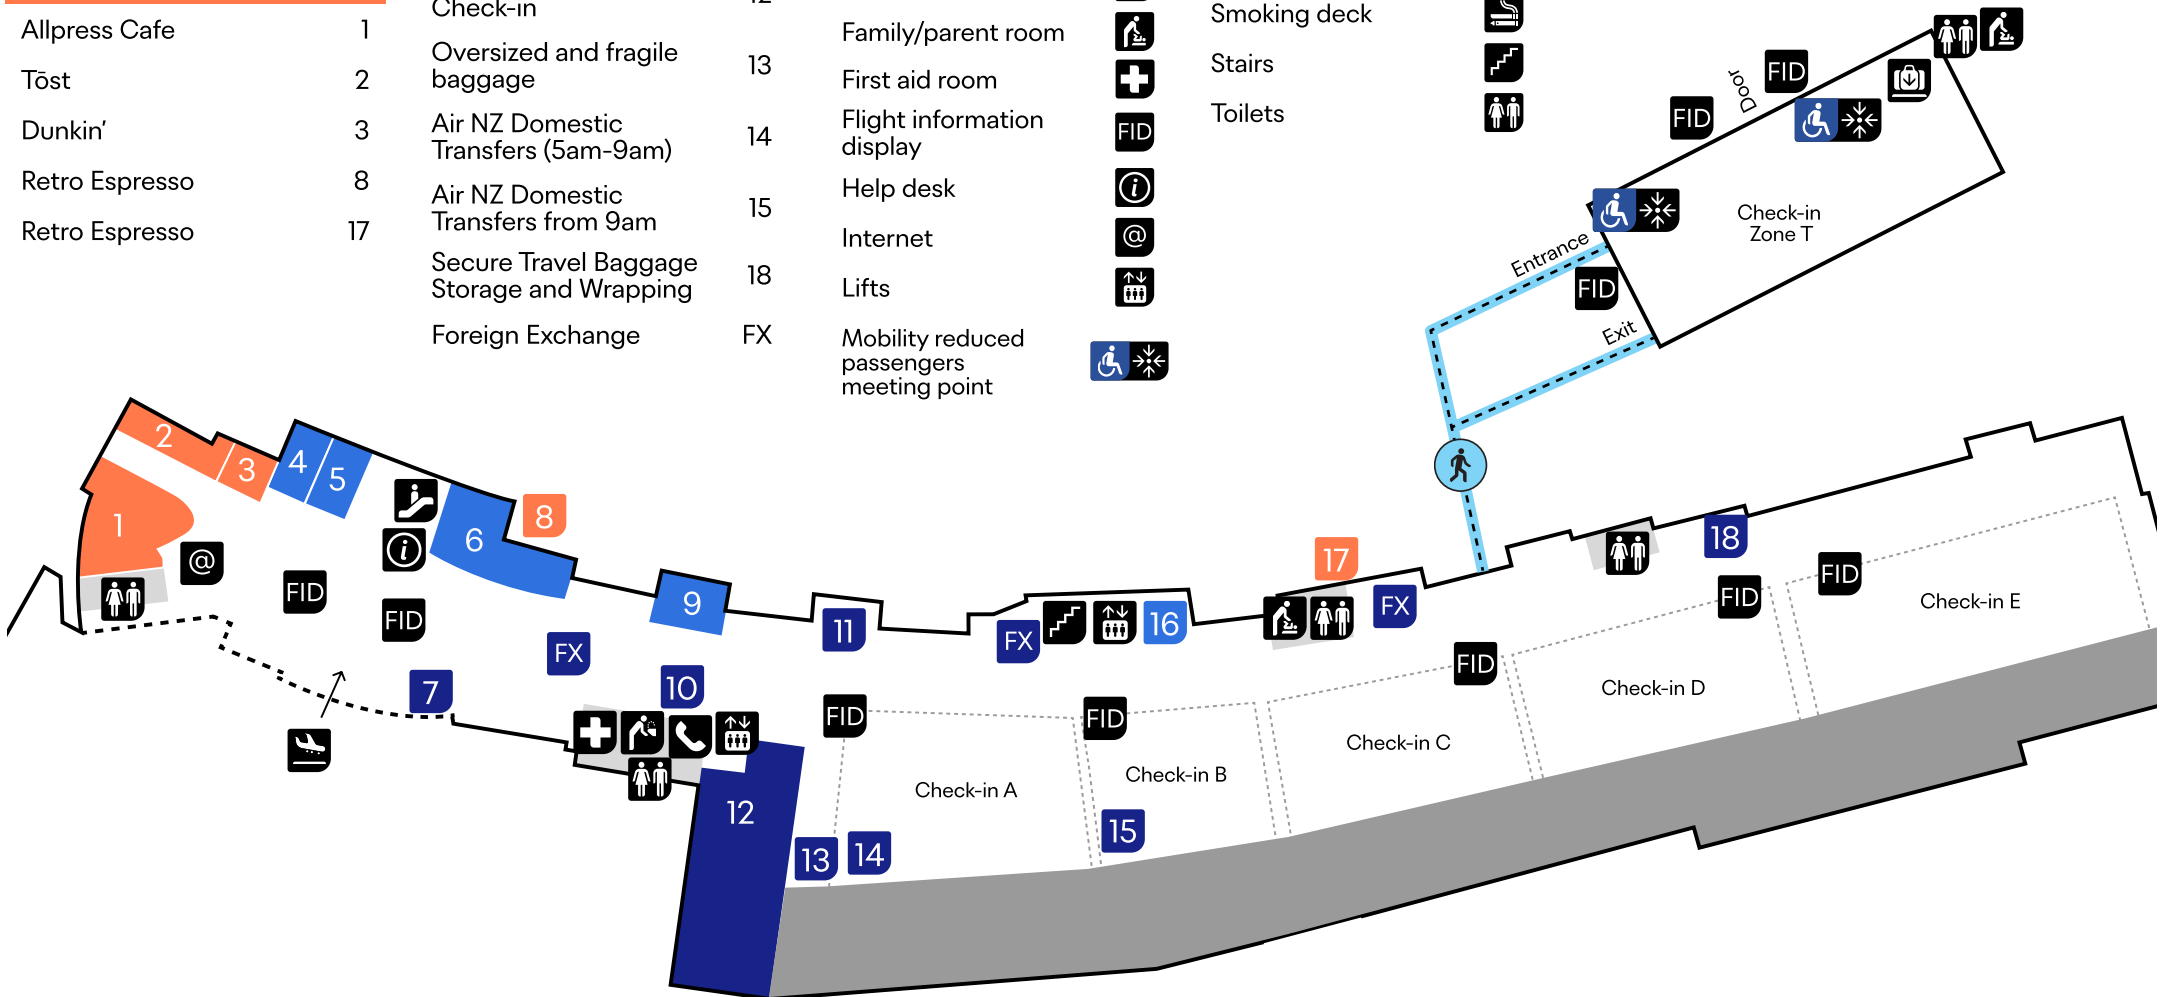 Allpress Cafe 1
Tōst 2
Dunkin’ 3
Retro Espresso 8
Retro Espresso 17
Check-in
Oversized and fragile
baggage 13
Air NZ Domestic
Transfers (5am-9am) 14
Air NZ Domestic
Transfers from 9am 15
Secure Travel Baggage
Storage and Wrapping 18
Foreign Exchange FX
Family/parent room
First aid room
Flight information
display FID
Help desk i
Internet @
Lifts
Mobility reduced
passengers
meeting point
Smoking deck
Stairs
Toilets
Door
FID
FID
Check-in
Zone T
Entrance
FID
Exit
2
3
4
5
1
@
i
6
8
FID
FID
7
FX
9
10
11
FX
16
17
FX
18
FID
FID
FID
FID
FID
12
13
14
15
Check-in A
Check-in B
Check-in C
Check-in D
Check-in E